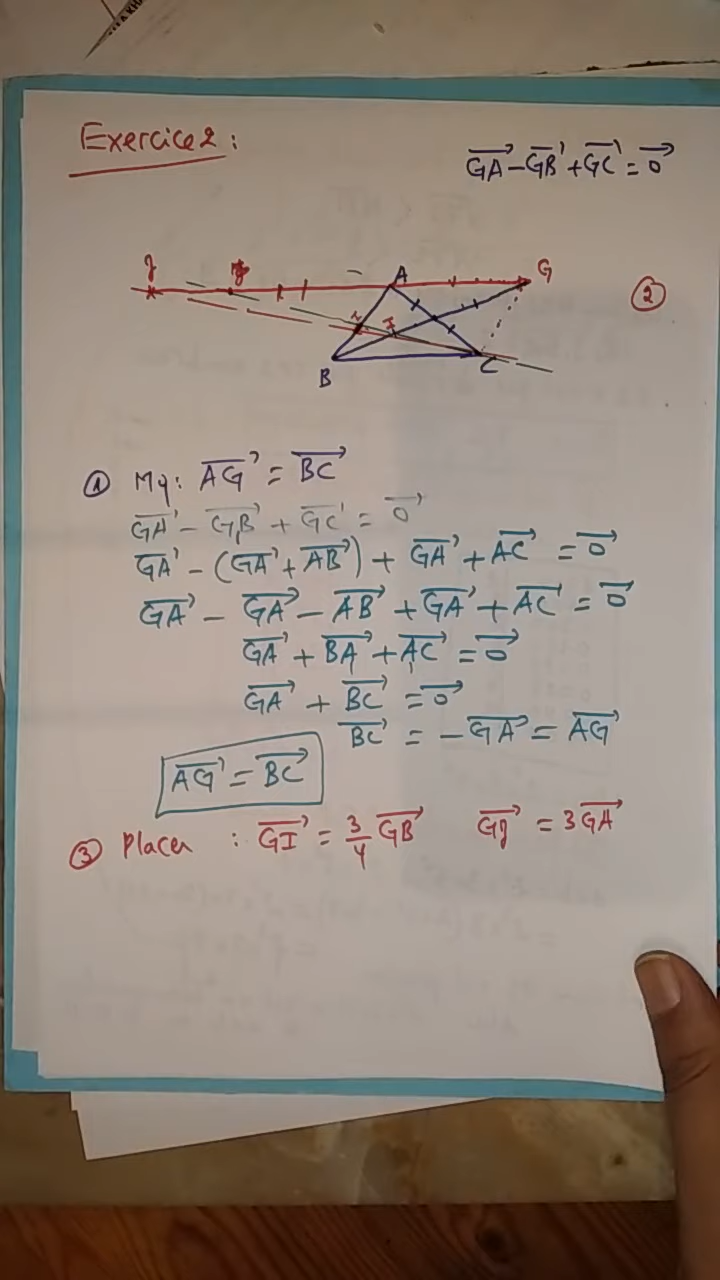 Exercice 2 :
GA⃗ - GB⃗ + GC⃗ = 0⃗
J A G
②
I
B C
① Mq: AG⃗ = BC⃗
GA⃗ - GB⃗ + GC⃗ = 0⃗
GA⃗ - (GA⃗ + AB⃗) + GA⃗ + AC⃗ = 0⃗
GA⃗ - GA⃗ - AB⃗ + GA⃗ + AC⃗ = 0⃗
GA⃗ + BA⃗ + AC⃗ = 0⃗
GA⃗ + BC⃗ = 0⃗
BC⃗ = - GA⃗ = AG⃗
AG⃗ = BC⃗
③ Placer : GI⃗ = 3/4 GB⃗ GJ⃗ = 3 GA⃗